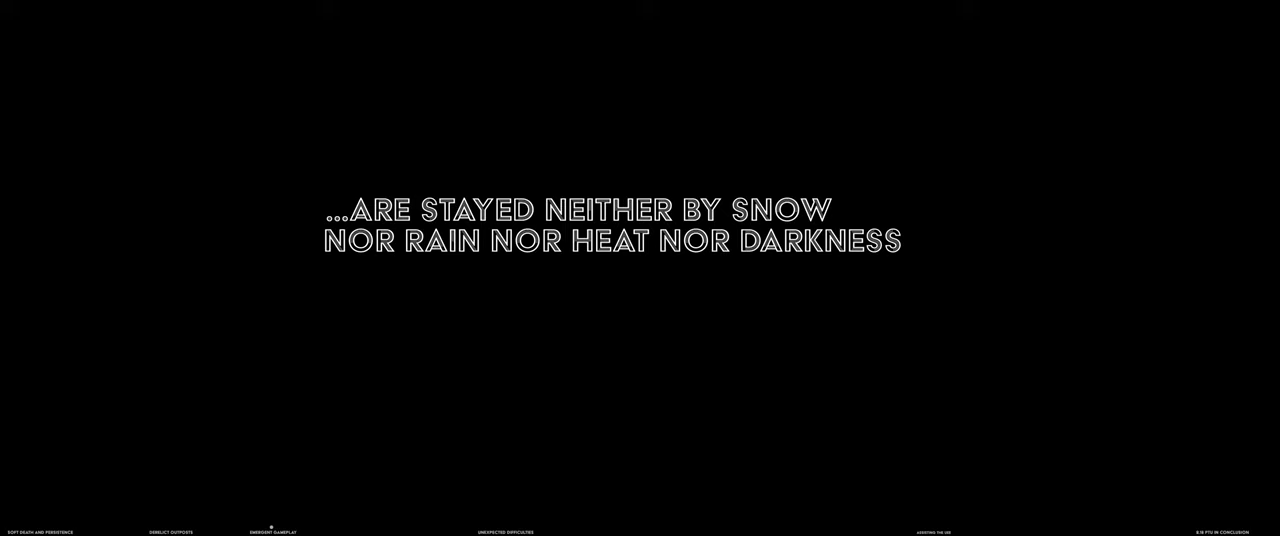 ...ARE STAYED NEITHER BY SNOW
NOR RAIN NOR HEAT NOR DARKNESS
SOFT DEATH AND PERSISTENCE
DERELICT OUTPOSTS
EMERGENT GAMEPLAY
UNEXPECTED DIFFICULTIES
3.18 PTU IN CONCLUSION